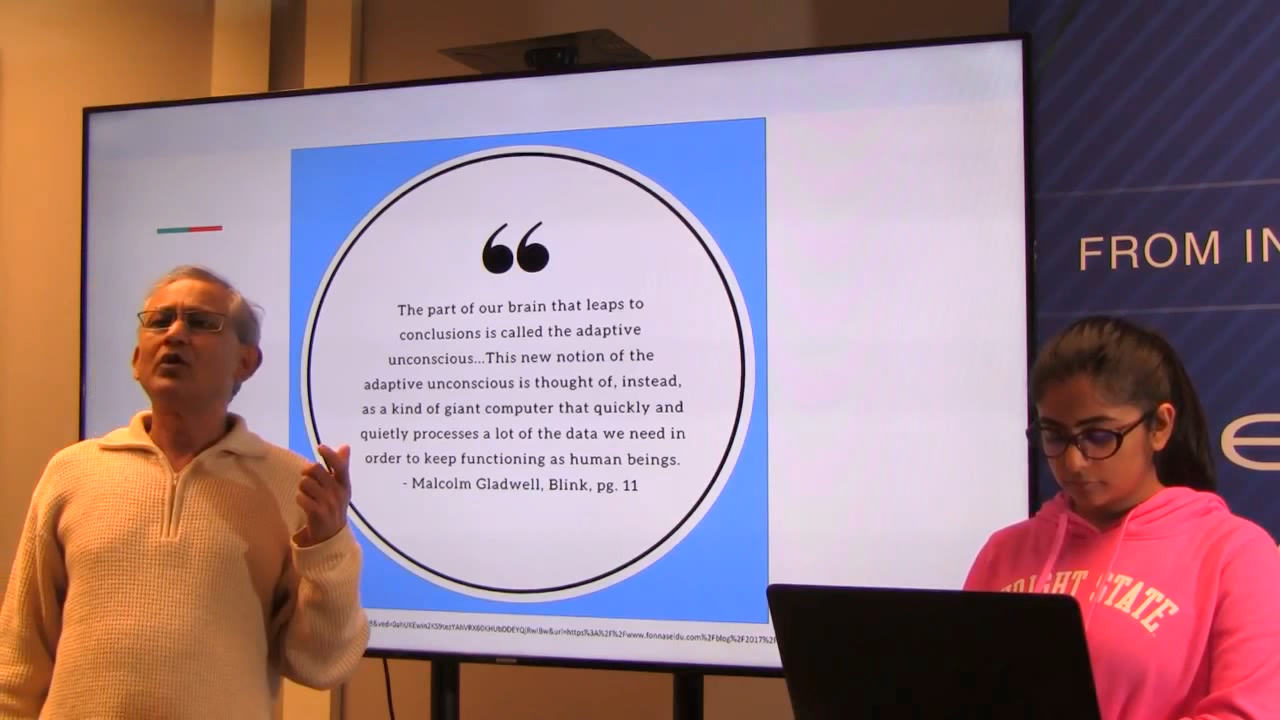 ❝
The part of our brain that leaps to
conclusions is called the adaptive
unconscious...This new notion of the
adaptive unconscious is thought of, instead,
as a kind of giant computer that quickly and
quietly processes a lot of the data we need in
order to keep functioning as human beings.
- Malcolm Gladwell, Blink, pg. 11
FROM IN
STATE